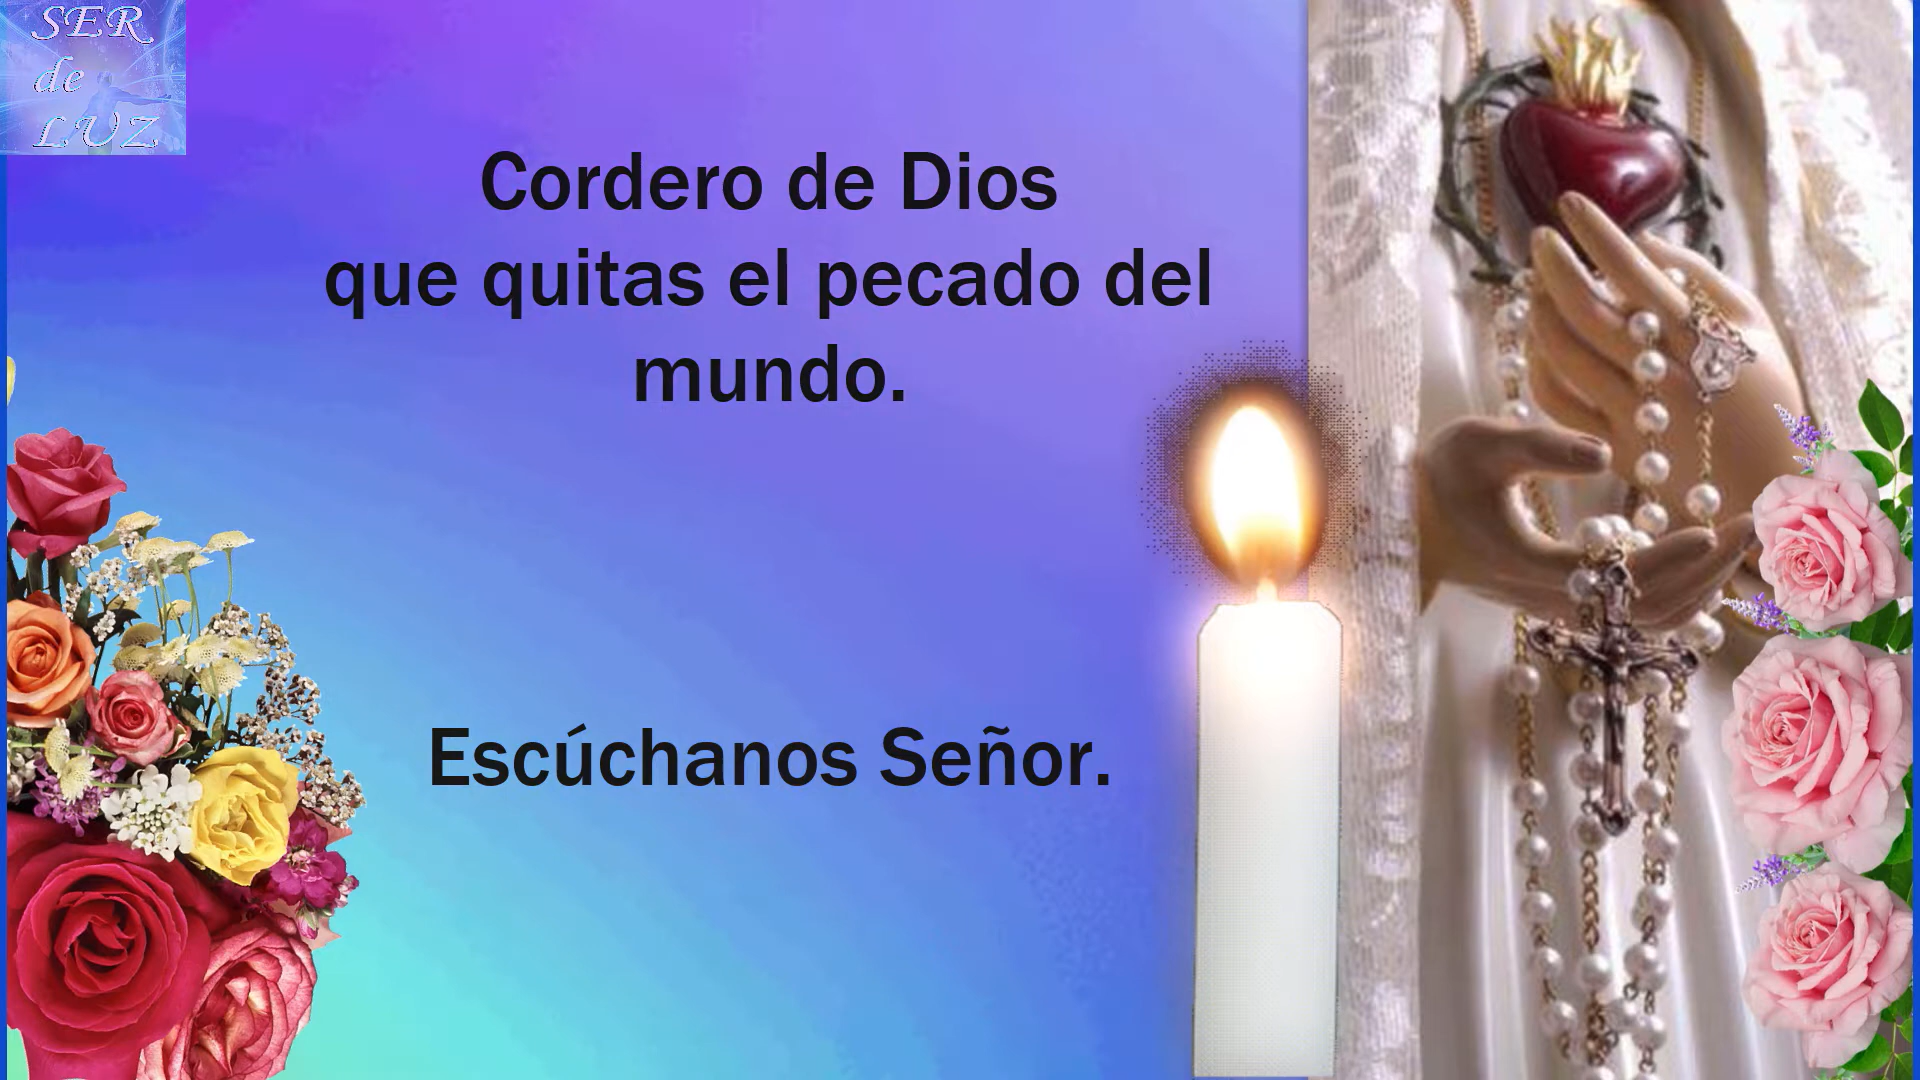 SER
de
LUZ
Cordero de Dios
que quitas el pecado del
mundo.
Escúchanos Señor.